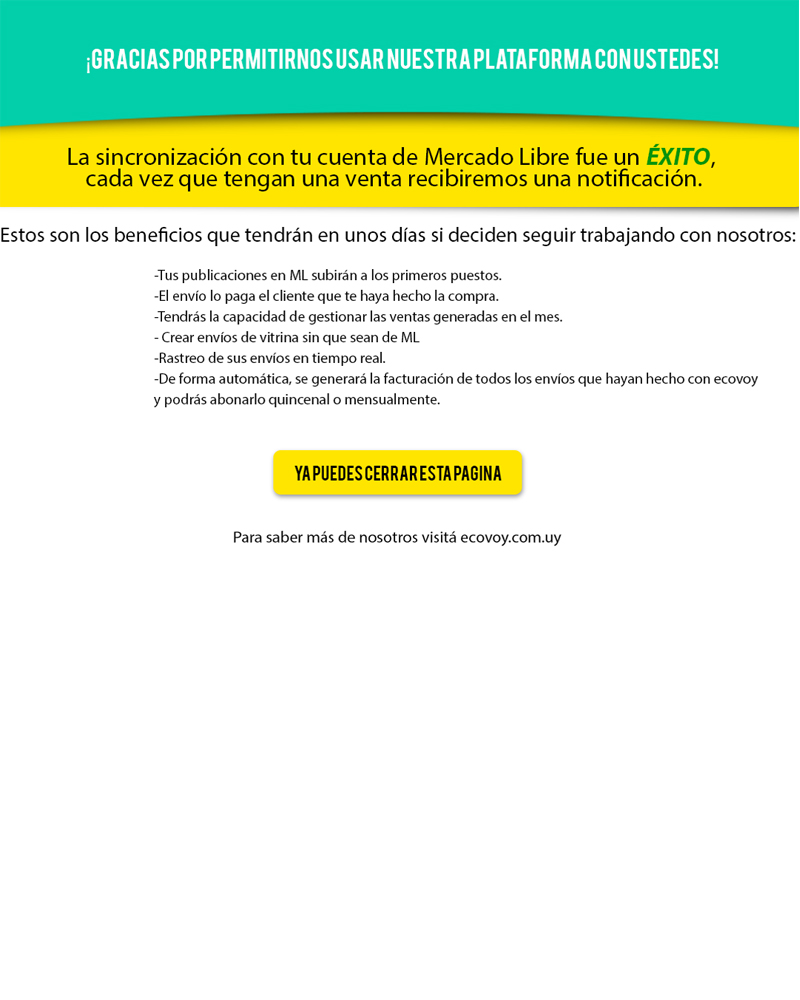 ¡GRACIAS POR PERMITIRNOS USAR NUESTRA PLATAFORMA CON USTEDES!
La sincronización con tu cuenta de Mercado Libre fue un ÉXITO,
cada vez que tengan una venta recibiremos una notificación.
Estos son los beneficios que tendrán en unos días si deciden seguir trabajando con nosotros:
-Tus publicaciones en ML subirán a los primeros puestos.
-El envío lo paga el cliente que te haya hecho la compra.
-Tendrás la capacidad de gestionar las ventas generadas en el mes.
- Crear envíos de vitrina sin que sean de ML
-Rastreo de sus envíos en tiempo real.
-De forma automática, se generará la facturación de todos los envíos que hayan hecho con ecovoy
y podrás abonarlo quincenal o mensualmente.
YA PUEDES CERRAR ESTA PAGINA
Para saber más de nosotros visitá ecovoy.com.uy